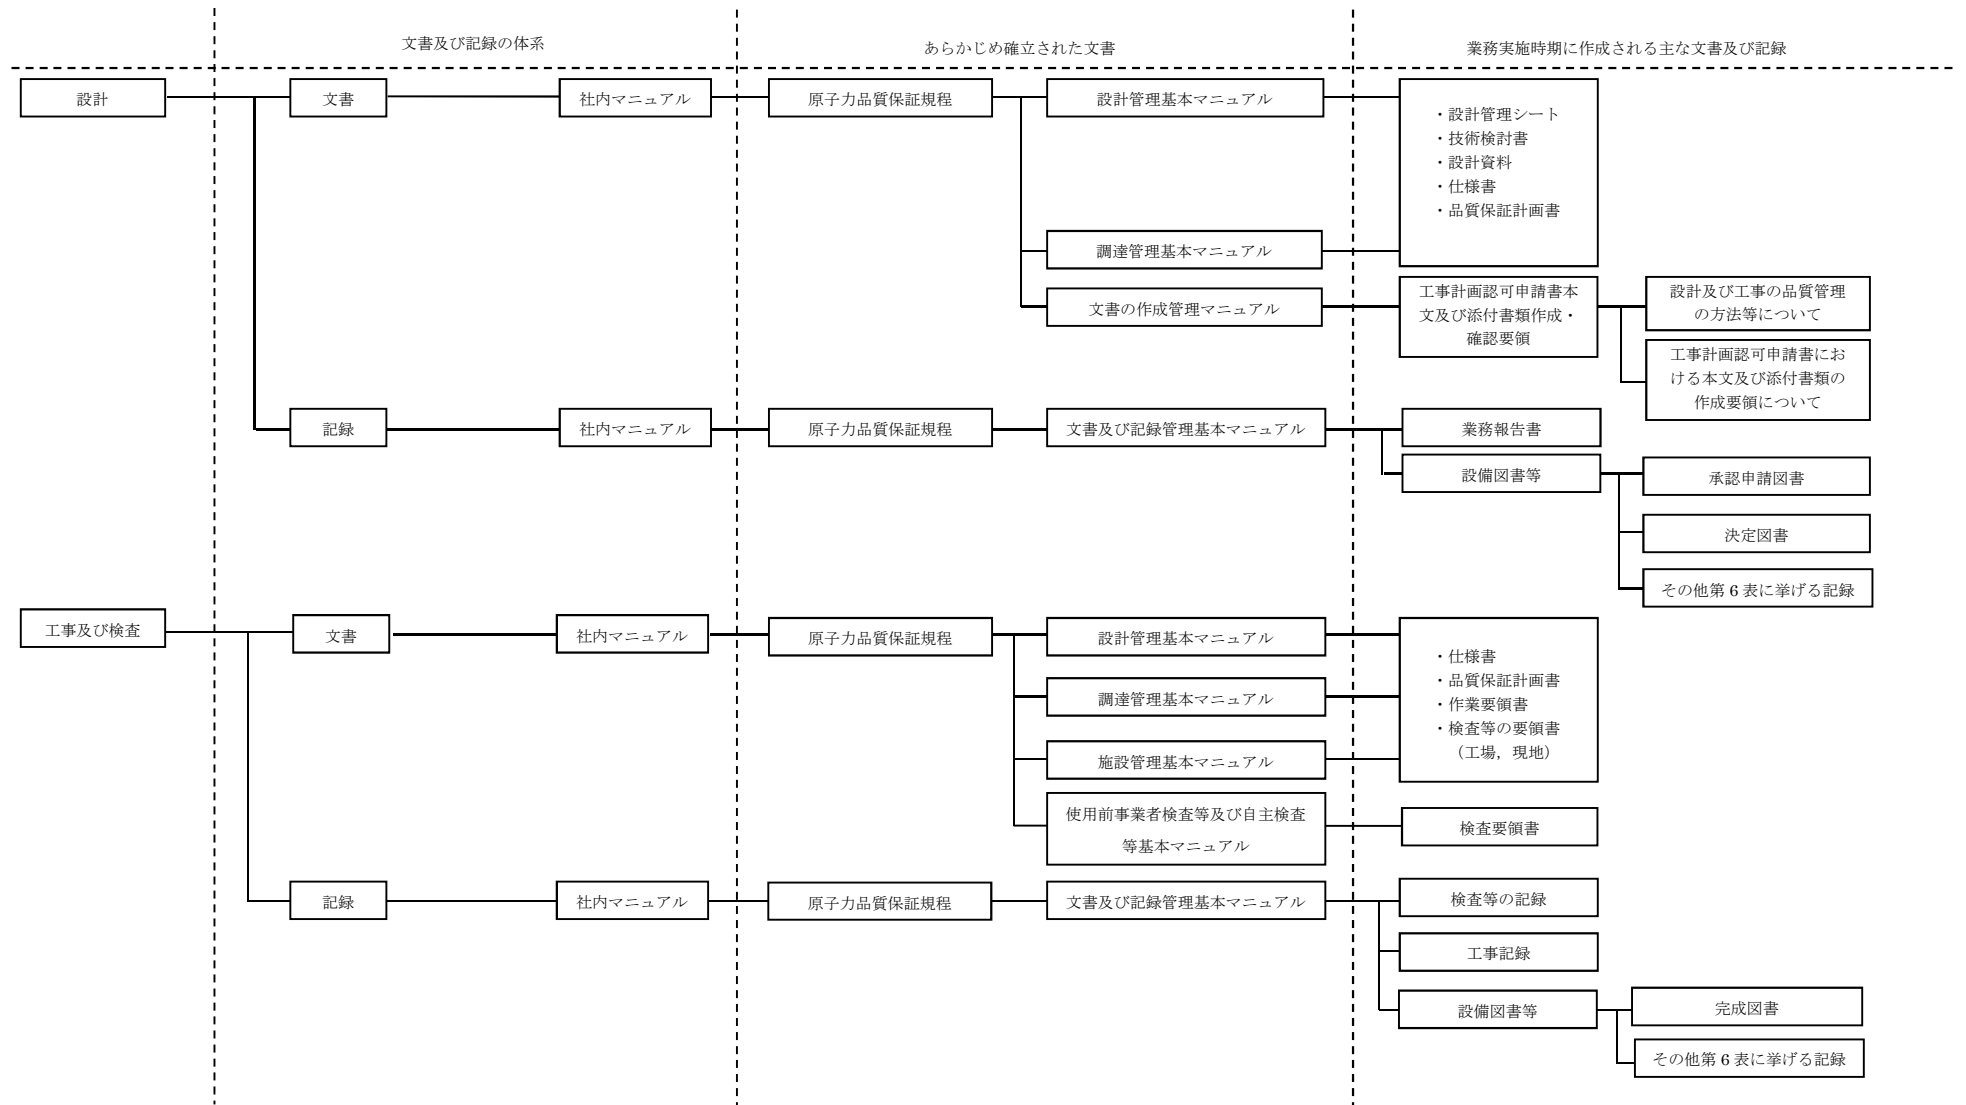 文書及び記録の体系
あらかじめ確立された文書
業務実施時期に作成される主な文書及び記録
設計
文書
社内マニュアル
原子力品質保証規程
設計管理基本マニュアル
・設計管理シート
・技術検討書
・設計資料
・仕様書
・品質保証計画書
調達管理基本マニュアル
文書の作成管理マニュアル
工事計画認可申請書本
文及び添付書類作成・
確認要領
設計及び工事の品質管理
の方法等について
工事計画認可申請書にお
ける本文及び添付書類の
作成要領について
記録
社内マニュアル
原子力品質保証規程
文書及び記録管理基本マニュアル
業務報告書
設備図書等
承認申請図書
決定図書
その他第 6 表に挙げる記録
工事及び検査
文書
社内マニュアル
原子力品質保証規程
設計管理基本マニュアル
・仕様書
・品質保証計画書
・作業要領書
・検査等の要領書
（工場，現地）
調達管理基本マニュアル
施設管理基本マニュアル
使用前事業者検査等及び自主検査
等基本マニュアル
検査要領書
記録
社内マニュアル
原子力品質保証規程
文書及び記録管理基本マニュアル
検査等の記録
工事記録
設備図書等
完成図書
その他第 6 表に挙げる記録